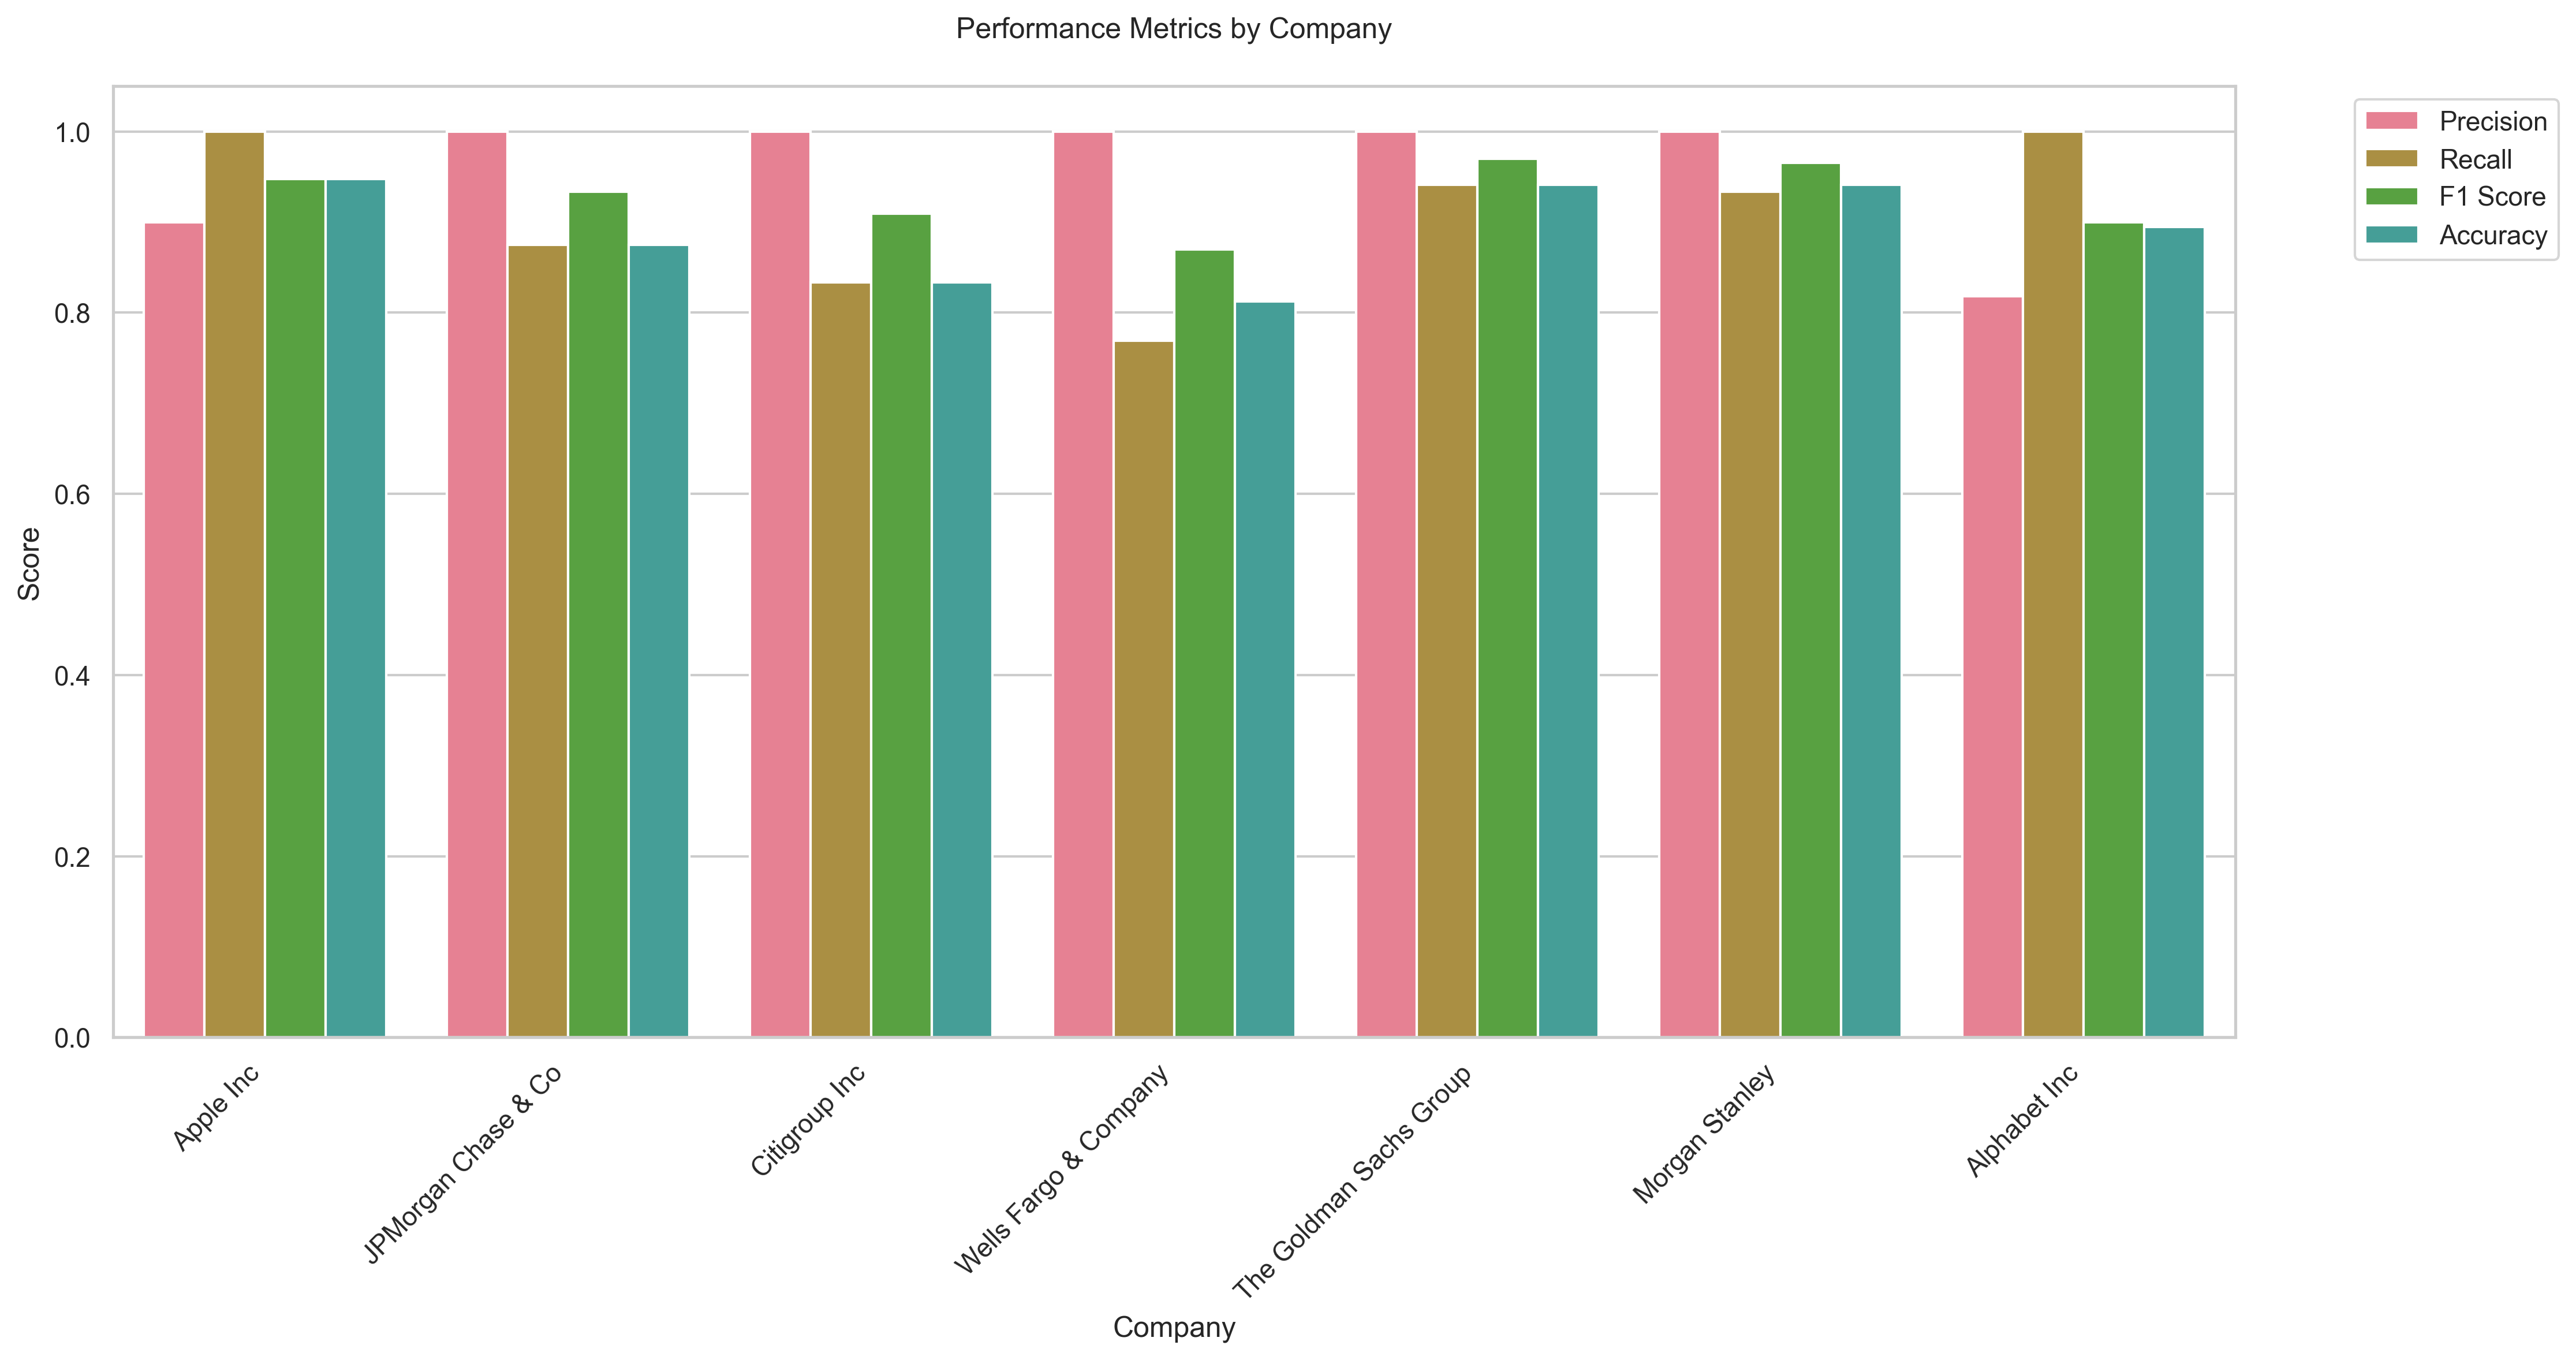 Performance Metrics by Company
Precision
Recall
F1 Score
Accuracy
Score
1.0
0.8
0.6
0.4
0.2
0.0
Apple Inc
JPMorgan Chase & Co
Citigroup Inc
Wells Fargo & Company
The Goldman Sachs Group
Morgan Stanley
Alphabet Inc
Company